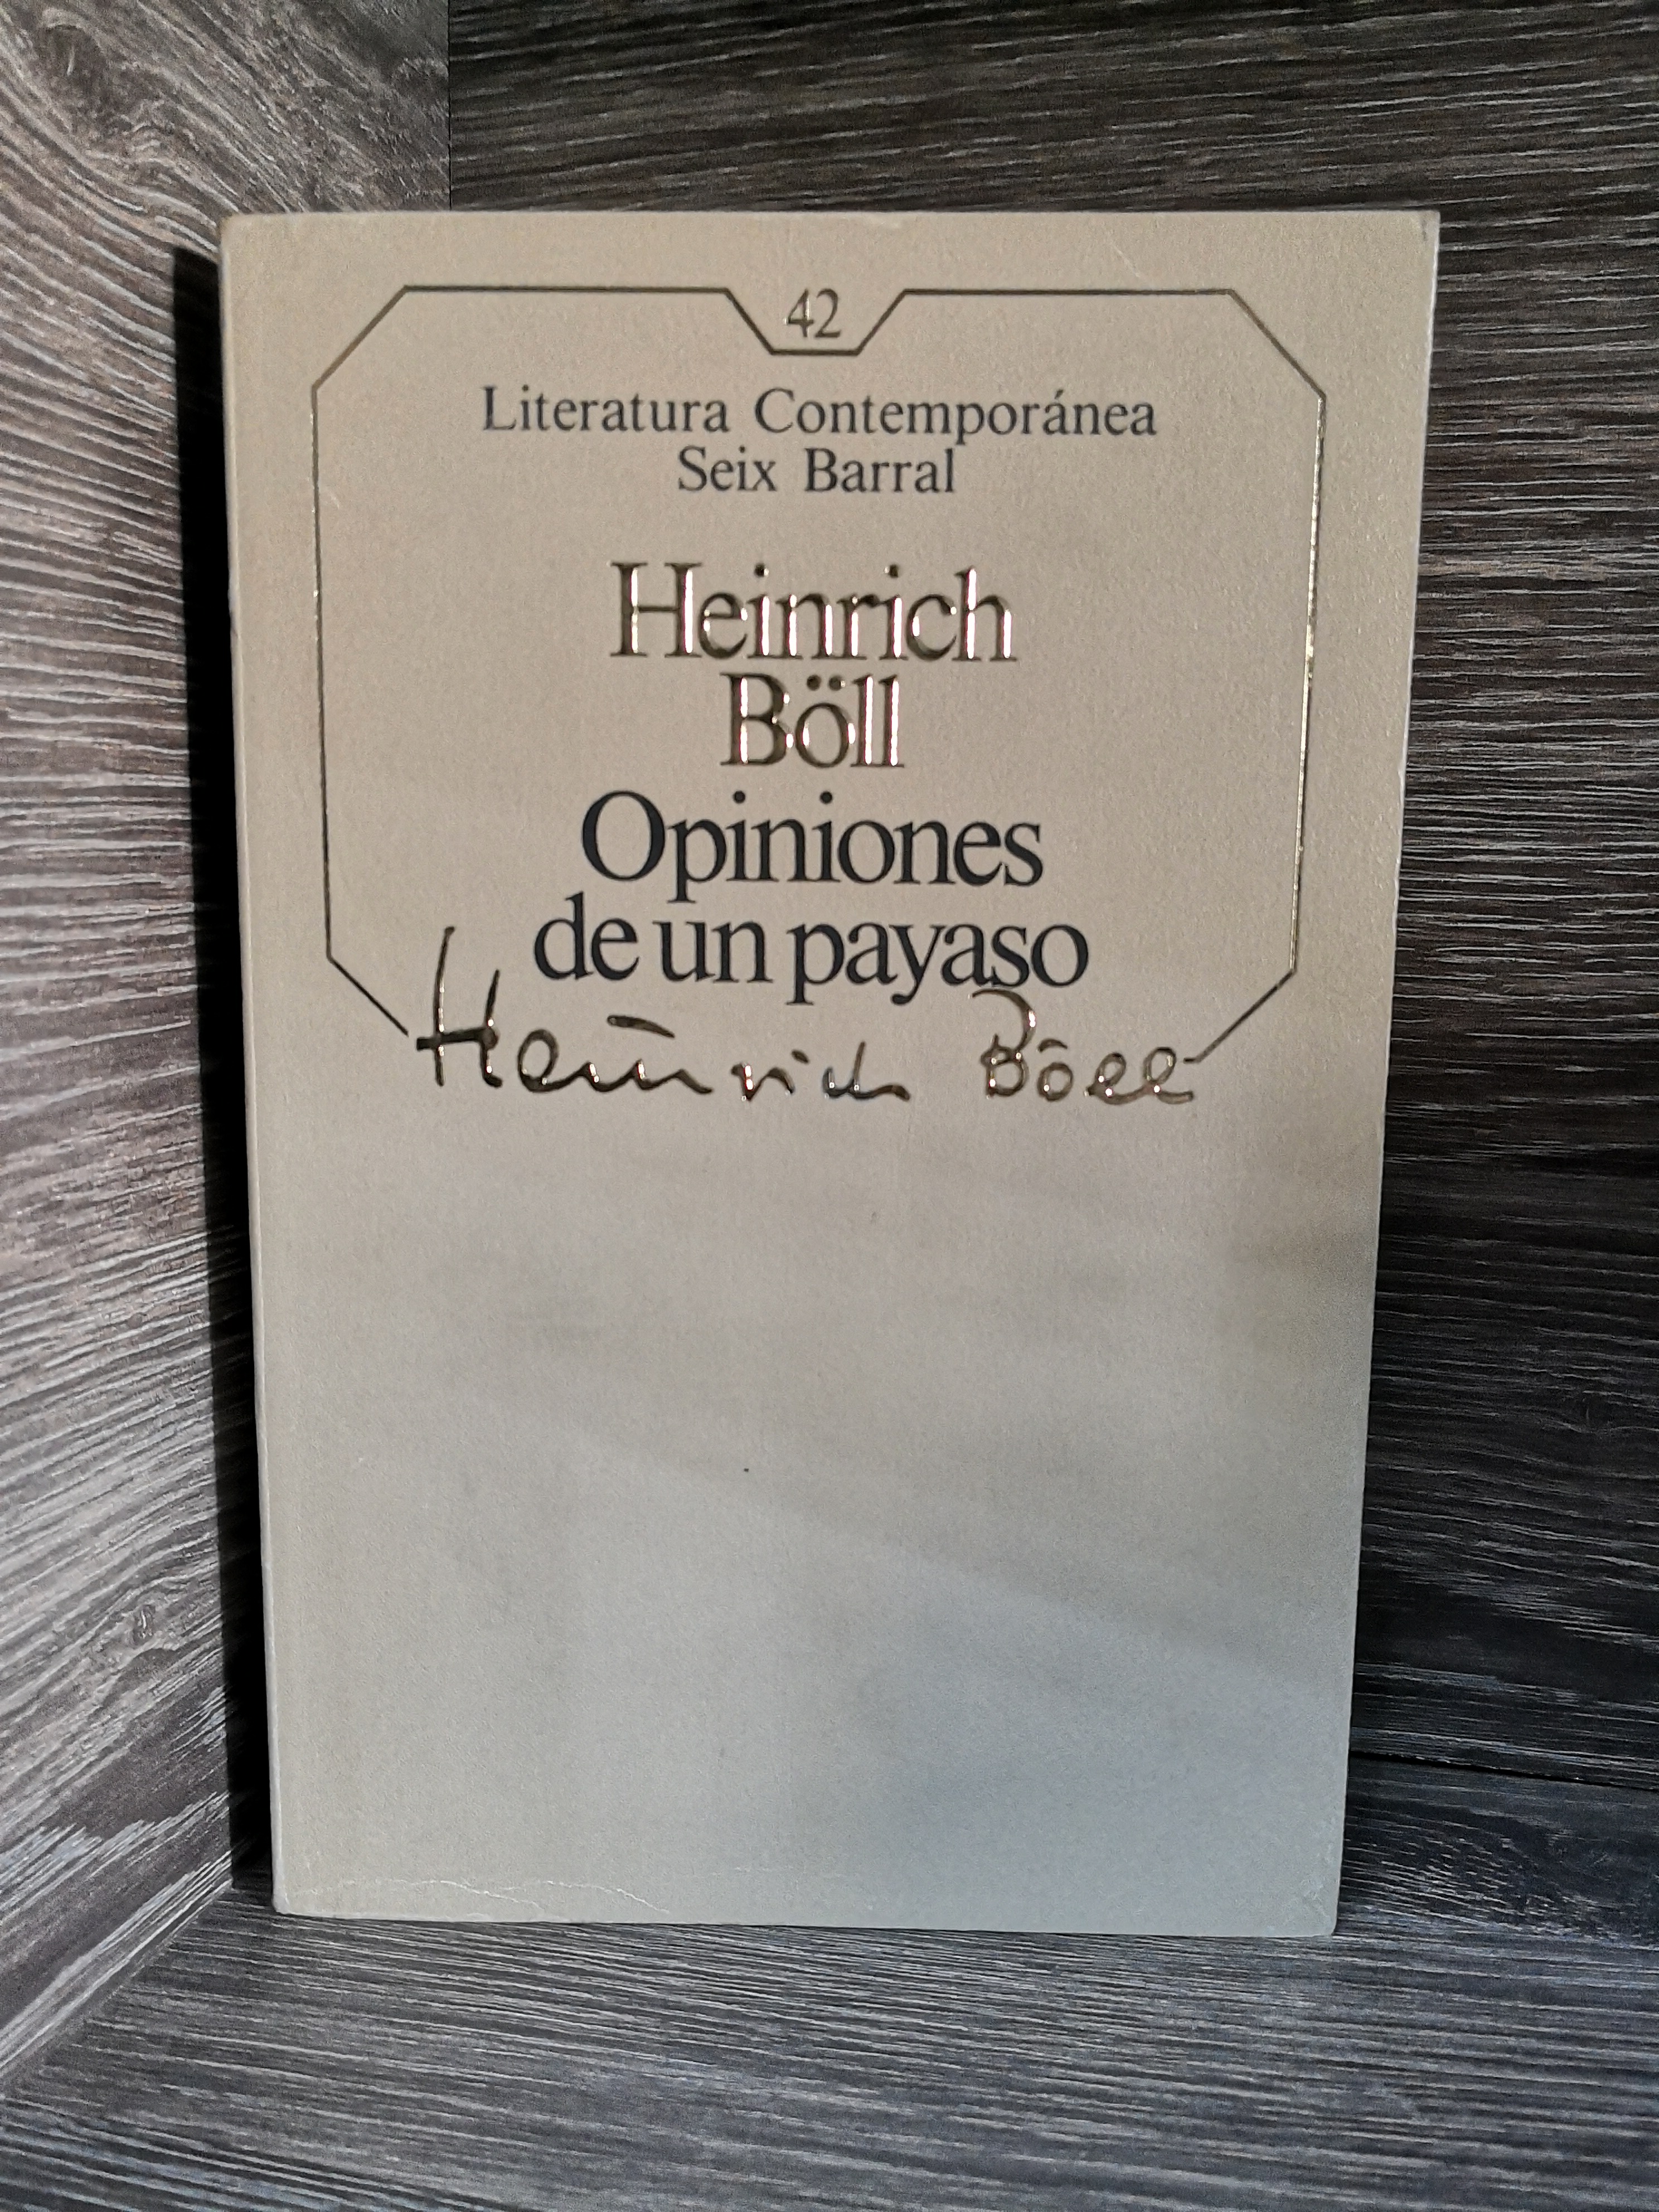 42
Literatura Contemporánea
Seix Barral
Heinrich
Böll
Opiniones
de un payaso
Heinrich Böll